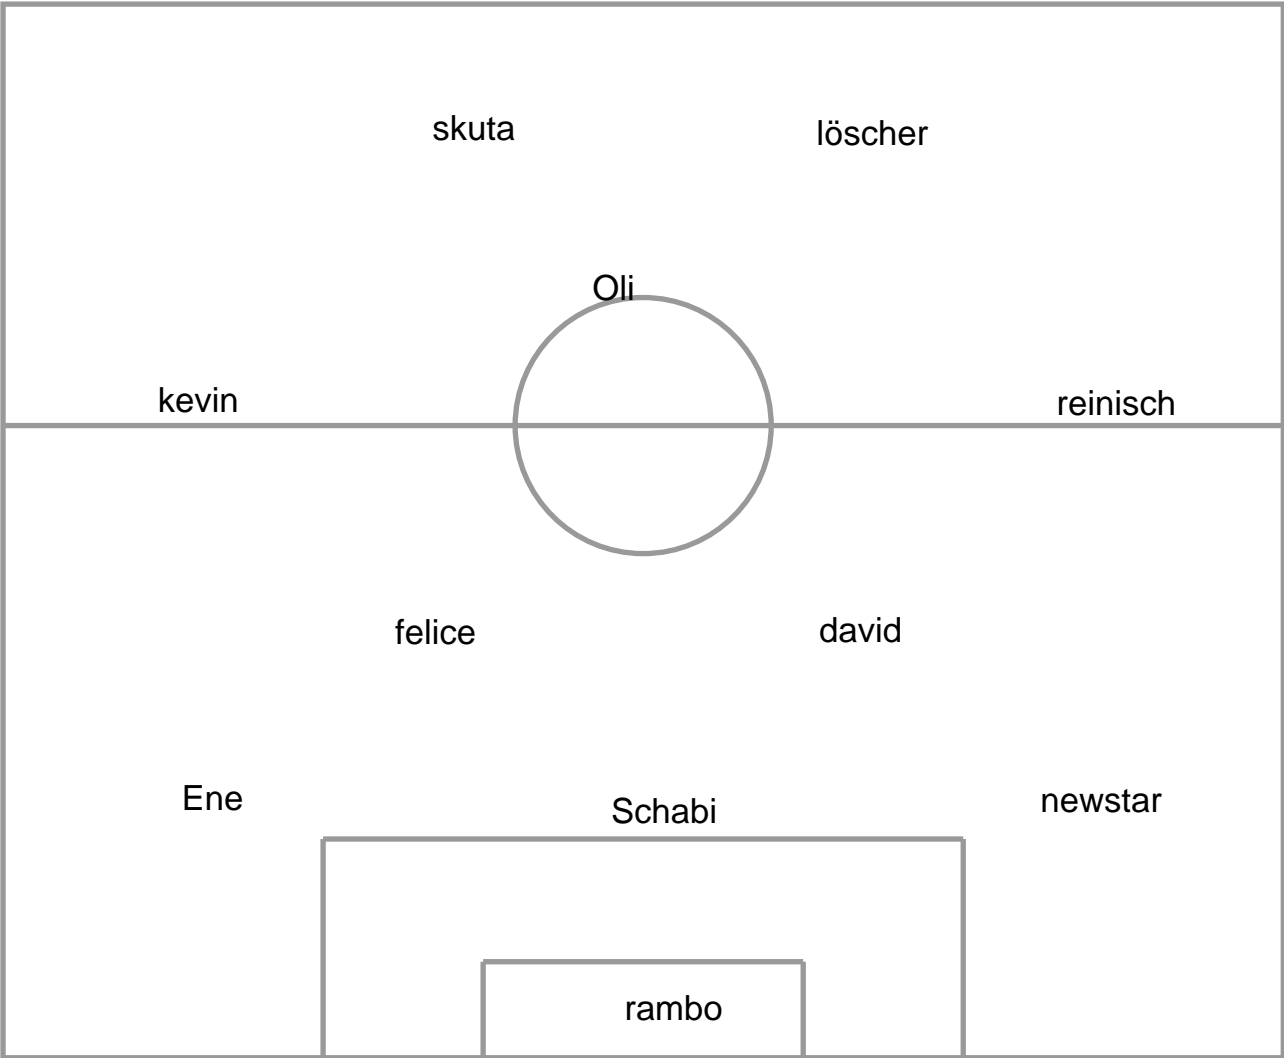 skuta
löscher
Oli
kevin
reinisch
felice
david
Ene
Schabi
newstar
rambo